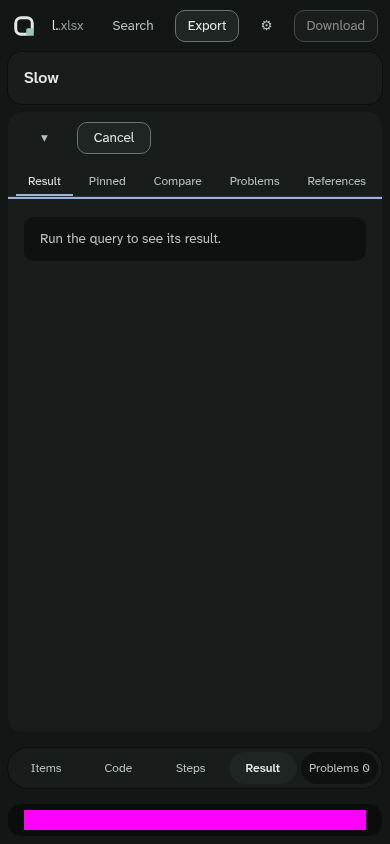 L.xlsx Search Export ⚙ Download
Slow
▾ Cancel
Result Pinned Compare Problems References
Run the query to see its result.
Items Code Steps Result Problems 0